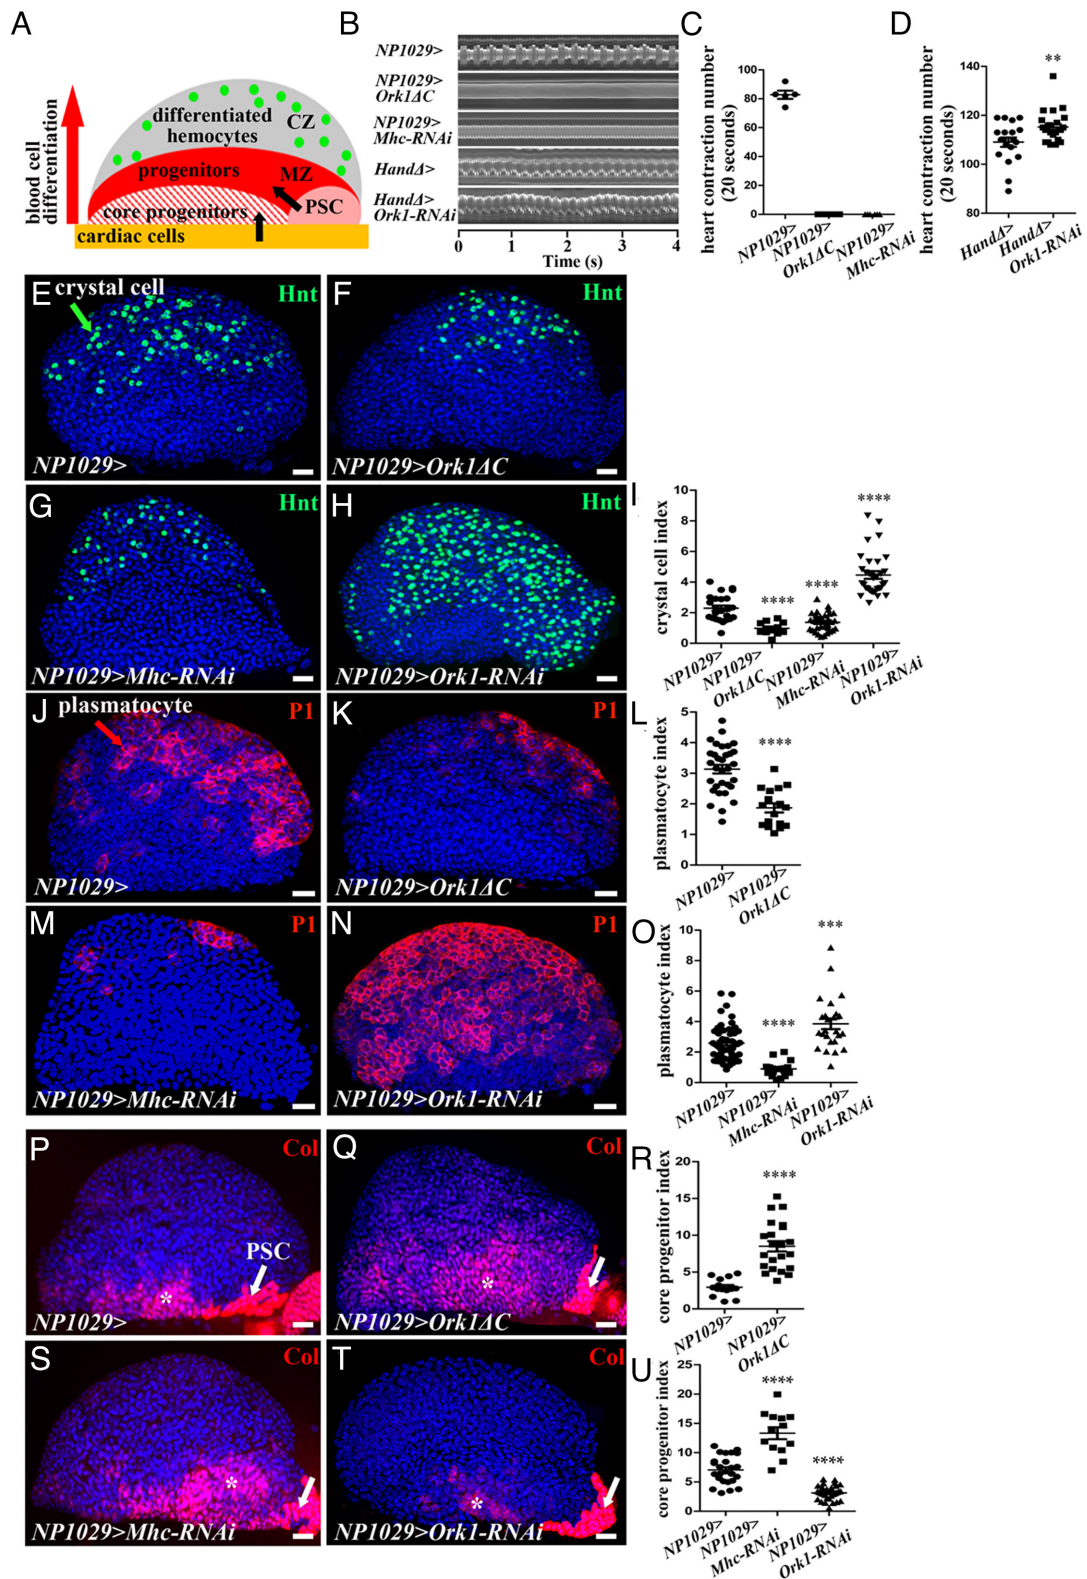 A
blood cell
differentiation
differentiated
hemocytes
CZ
progenitors
MZ
core progenitors
PSC
cardiac cells
B
NP1029>
NP1029>
Ork1ΔC
NP1029>
Mhc-RNAi
HandΔ>
HandΔ>
Ork1-RNAi
0 1 2 3 4
Time (s)
C
heart contraction number
(20 seconds)
100
80
60
40
20
0
NP1029>
NP1029>
Ork1ΔC
NP1029>
Mhc-RNAi
D
heart contraction number
(20 seconds)
**
140
120
100
80
HandΔ>
HandΔ>
Ork1-RNAi
E
crystal cell
Hnt
NP1029>
F
Hnt
NP1029>Ork1ΔC
G
Hnt
NP1029>Mhc-RNAi
H
Hnt
NP1029>Ork1-RNAi
I
crystal cell index
10
8
6
4
2
0
****
****
****
NP1029>
NP1029>
Ork1ΔC
NP1029>
Mhc-RNAi
NP1029>
Ork1-RNAi
J
plasmatocyte
P1
NP1029>
K
P1
NP1029>Ork1ΔC
L
plasmatocyte index
5
4
3
2
1
0
****
NP1029>
NP1029>
Ork1ΔC
M
P1
NP1029>Mhc-RNAi
N
P1
NP1029>Ork1-RNAi
O
plasmatocyte index
10
8
6
4
2
0
****
***
NP1029>
NP1029>
Mhc-RNAi
NP1029>
Ork1-RNAi
P
Col
PSC
*
NP1029>
Q
Col
*
NP1029>Ork1ΔC
R
core progenitor index
20
15
10
5
0
****
NP1029>
NP1029>
Ork1ΔC
S
Col
*
NP1029>Mhc-RNAi
T
Col
*
NP1029>Ork1-RNAi
U
core progenitor index
25
20
15
10
5
0
****
****
NP1029>
NP1029>
Mhc-RNAi
NP1029>
Ork1-RNAi